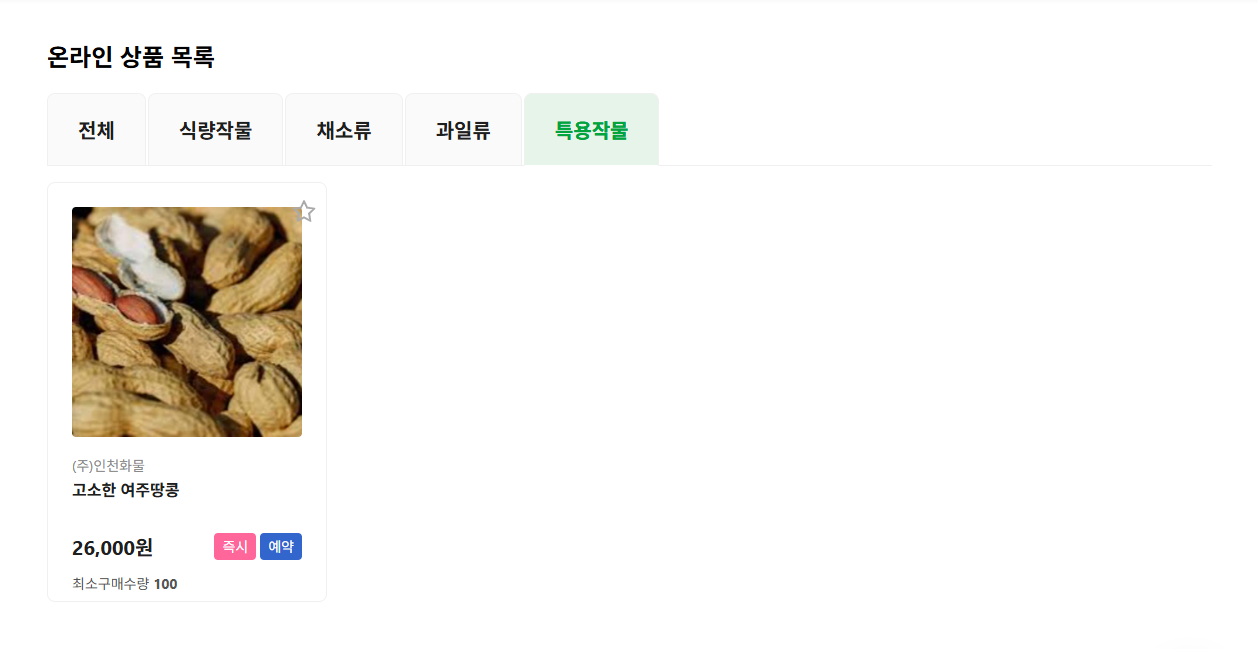 온라인 상품 목록
전체 식량작물 채소류 과일류 특용작물
(주)인천화물
고소한 여주땅콩
26,000원 즉시 예약
최소구매수량 100